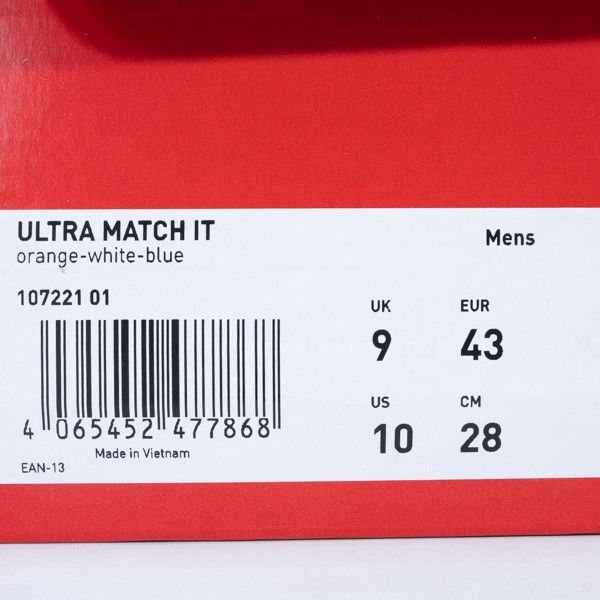 ULTRA MATCH IT
orange-white-blue
Mens
107221 01
UK
9
EUR
43
US
10
CM
28
4 065452 477868
Made in Vietnam
EAN-13